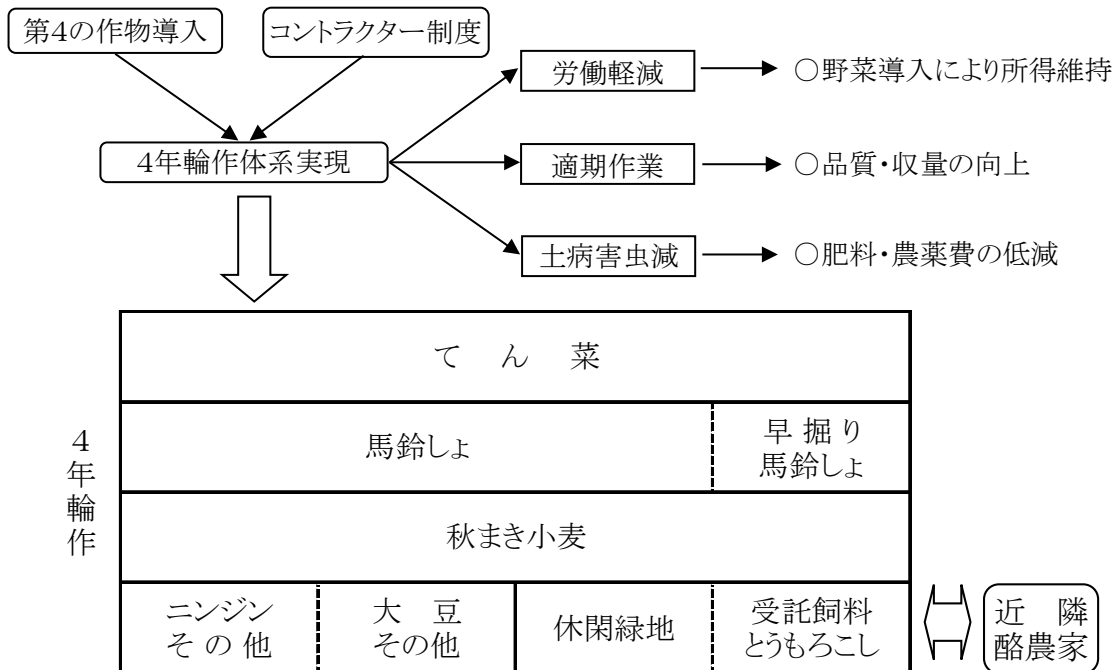 第4の作物導入
コントラクター制度
労働軽減
○野菜導入により所得維持
4年輪作体系実現
適期作業
○品質・収量の向上
土病害虫減
○肥料・農薬費の低減
てん菜
4年輪作
馬鈴しょ
早掘り
馬鈴しょ
秋まき小麦
ニンジン
その他
大豆
その他
休閑緑地
受託飼料
とうもろこし
近隣
酪農家